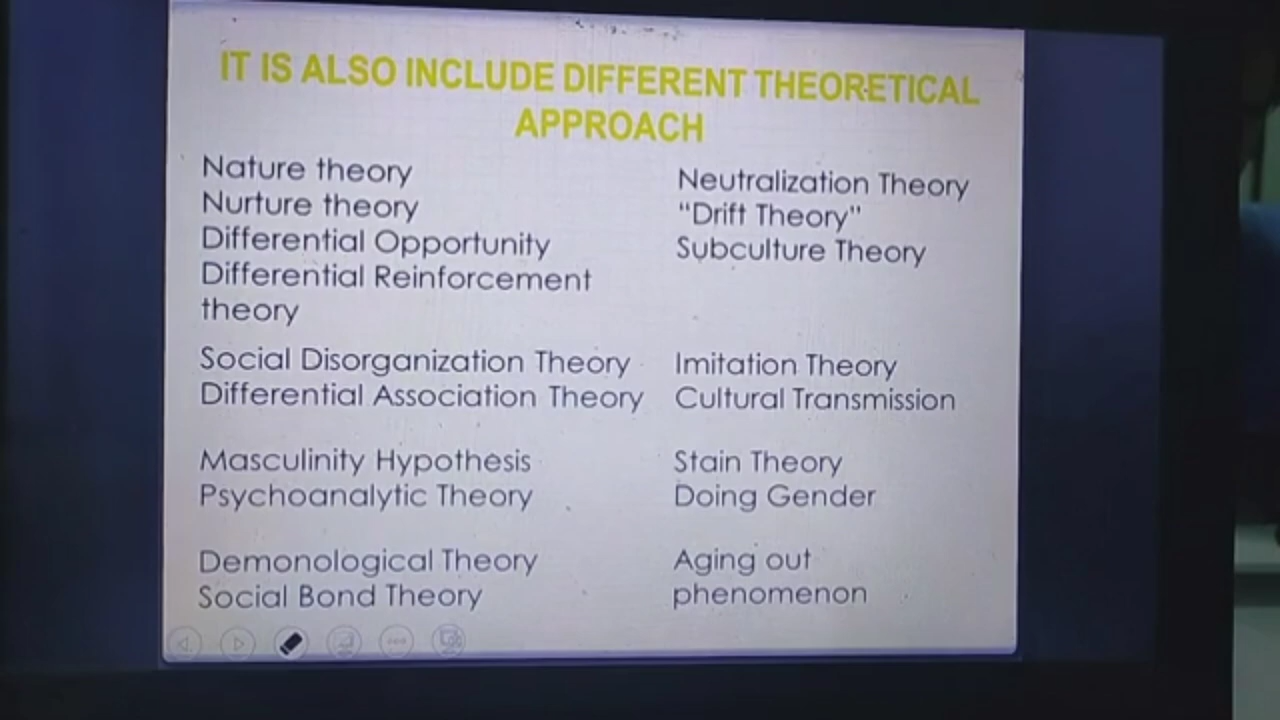 IT IS ALSO INCLUDE DIFFERENT THEORETICAL
APPROACH
Nature theory
Nurture theory
Differential Opportunity
Differential Reinforcement
theory
Social Disorganization Theory
Differential Association Theory
Masculinity Hypothesis
Psychoanalytic Theory
Demonological Theory
Social Bond Theory
Neutralization Theory
“Drift Theory”
Subculture Theory
Imitation Theory
Cultural Transmission
Stain Theory
Doing Gender
Aging out
phenomenon